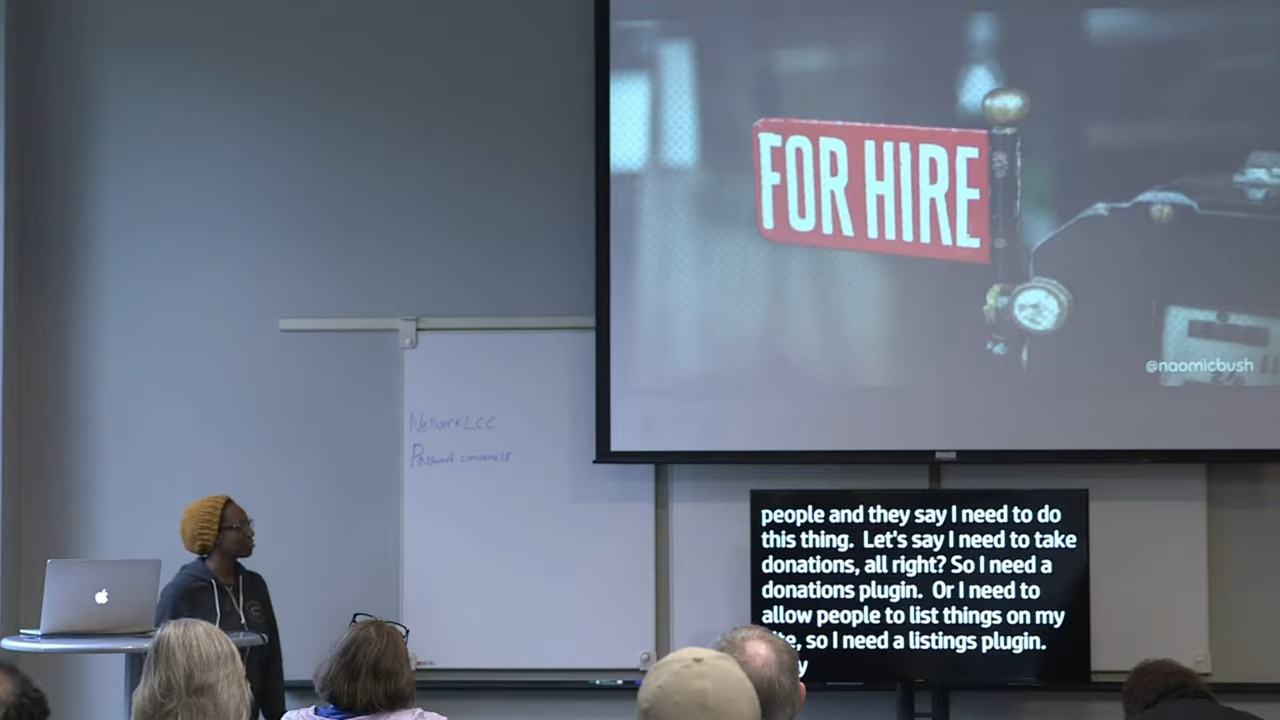 FOR HIRE
@naomicbush
Network LCC
people and they say I need to do
this thing. Let's say I need to take
donations, all right? So I need a
donations plugin. Or I need to
allow people to list things on my
, so I need a listings plugin.